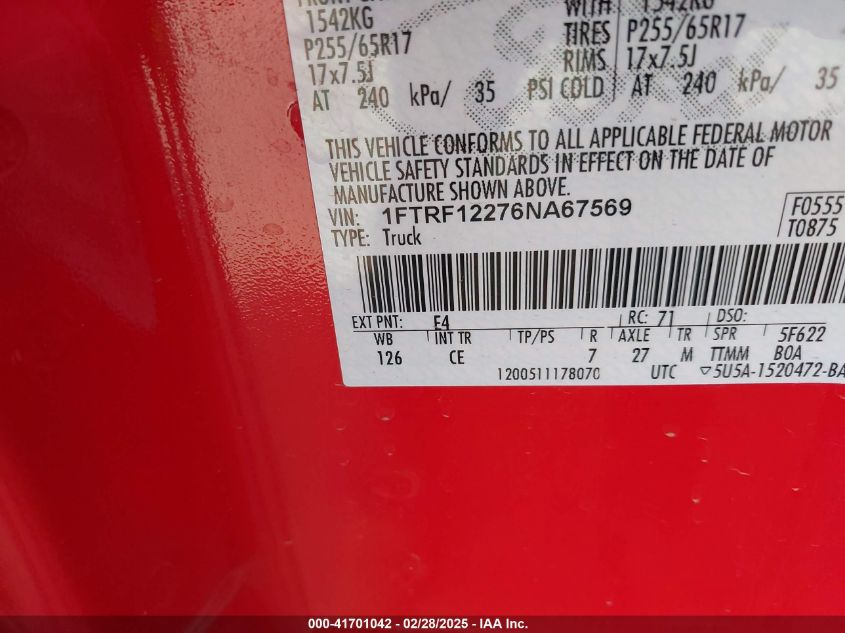 1542KG WITH 1542KG
P255/65R17 TIRES P255/65R17
17x7.5J RIMS 17x7.5J
AT 240 kPa/ 35 PSI COLD AT 240 kPa/ 35
THIS VEHICLE CONFORMS TO ALL APPLICABLE FEDERAL MOTOR
VEHICLE SAFETY STANDARDS IN EFFECT ON THE DATE OF
MANUFACTURE SHOWN ABOVE.
VIN: 1FTRF12276NA67569 F0555
TYPE: Truck T0875
EXT PNT: E4 RC: 71 DSO:
WB INT TR TP/PS R AXLE TR SPR 5F622
126 CE 7 27 M TTMM B0A
1200511178070 UTC ▽5U5A-1520472-BA
000-41701042 / 02/28/2025 - IAA Inc.